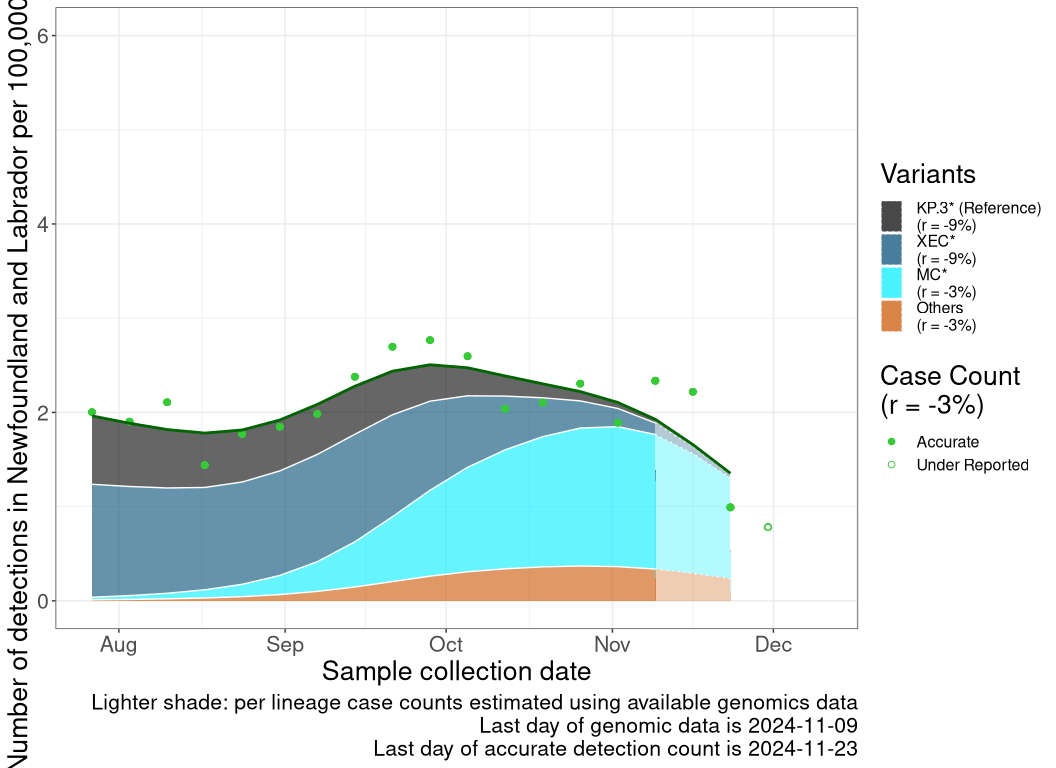 Number of detections in Newfoundland and Labrador per 100,000
6
4
2
0
Aug
Sep
Oct
Nov
Dec
Sample collection date
Lighter shade: per lineage case counts estimated using available genomics data
Last day of genomic data is 2024-11-09
Last day of accurate detection count is 2024-11-23
Variants
KP.3* (Reference)
(r = -9%)
XEC*
(r = -9%)
MC*
(r = -3%)
Others
(r = -3%)
Case Count
(r = -3%)
Accurate
Under Reported